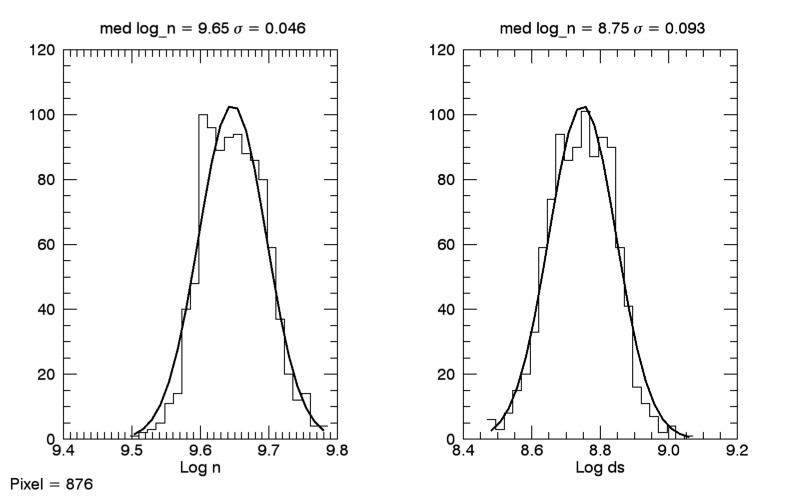 med log_n = 9.65 σ = 0.046
120
100
80
60
40
20
0
9.4 9.5 9.6 9.7 9.8
Log n
med log_n = 8.75 σ = 0.093
120
100
80
60
40
20
0
8.4 8.6 8.8 9.0 9.2
Log ds
Pixel = 876